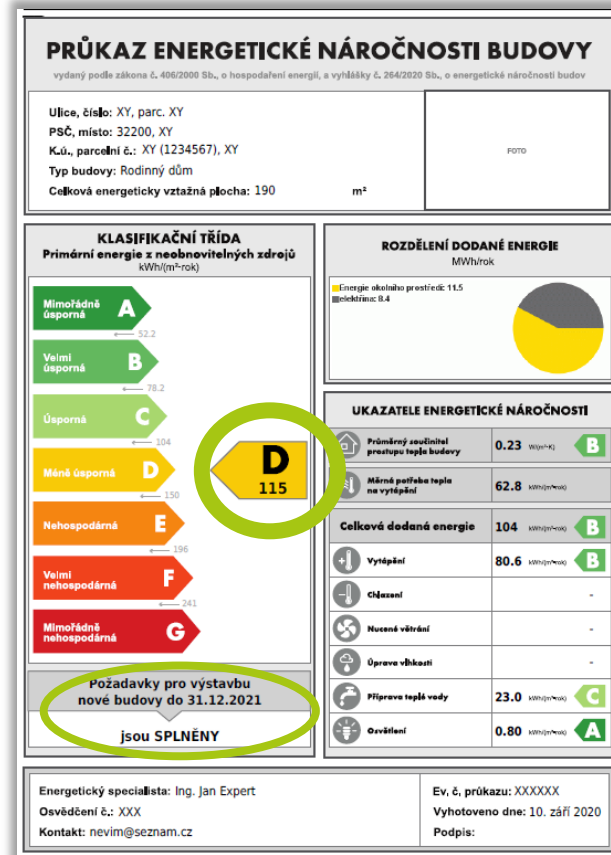 PRŮKAZ ENERGETICKÉ NÁROČNOSTI BUDOVY
vydaný podle zákona č. 406/2000 Sb., o hospodaření energií, a vyhlášky č. 264/2020 Sb., o energetické náročnosti budov
Ulice, číslo: XY, parc. XY
PSČ, místo: 32200, XY
K.ú., parcelní č.: XY (1234567), XY
Typ budovy: Rodinný dům
Celková energeticky vztažná plocha: 190 m²
FOTO
KLASIFIKAČNÍ TŘÍDA
Primární energie z neobnovitelných zdrojů
kWh/(m²·rok)
Mimořádně úsporná A
52.2
Velmi úsporná B
78.2
Úsporná C
104
Méně úsporná D
150
Nehospodárná E
196
Velmi nehospodárná F
241
Mimořádně nehospodárná G
D
115
Požadavky pro výstavbu
nové budovy do 31.12.2021
jsou SPLNĚNY
ROZDĚLENÍ DODANÉ ENERGIE
MWh/rok
Energie okolního prostředí: 11.5
elektřina: 8.4
UKAZATELE ENERGETICKÉ NÁROČNOSTI
Průměrný součinitel prostupu tepla budovy 0.23 W/(m²·K) B
Měrná potřeba tepla na vytápění 62.8 kWh/(m²·rok)
Celková dodaná energie 104 kWh/(m²·rok) B
Vytápění 80.6 kWh/(m²·rok) B
Chlazení -
Nucené větrání -
Úprava vlhkosti -
Příprava teplé vody 23.0 kWh/(m²·rok) C
Osvětlení 0.80 kWh/(m²·rok) A
Energetický specialista: Ing. Jan Expert
Osvědčení č.: XXX
Kontakt: nevim@seznam.cz
Ev, č, průkazu: XXXXXX
Vyhotoveno dne: 10. září 2020
Podpis: